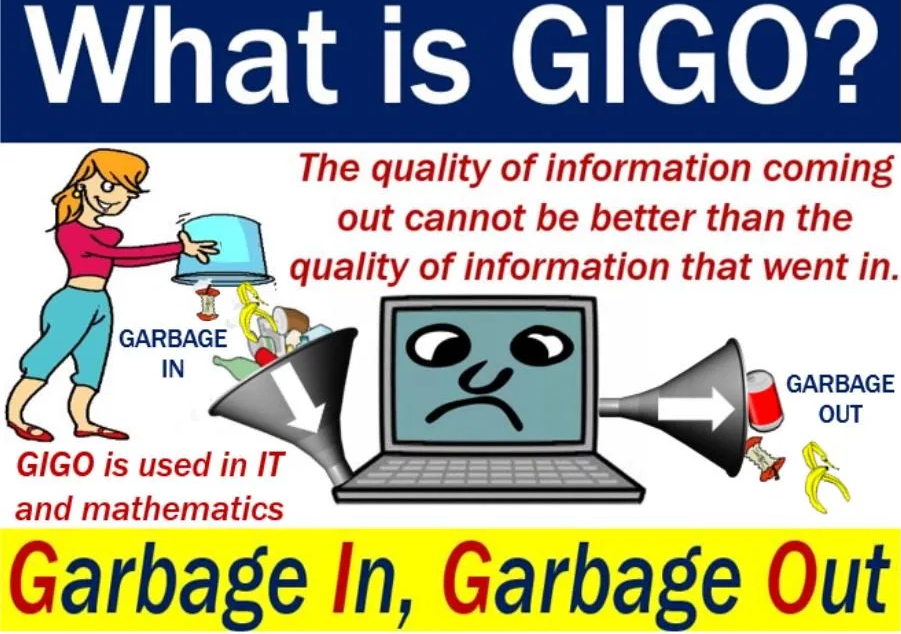 What is GIGO?
The quality of information coming
out cannot be better than the
quality of information that went in.
GARBAGE
IN
GARBAGE
OUT
GIGO is used in IT
and mathematics
Garbage In, Garbage Out